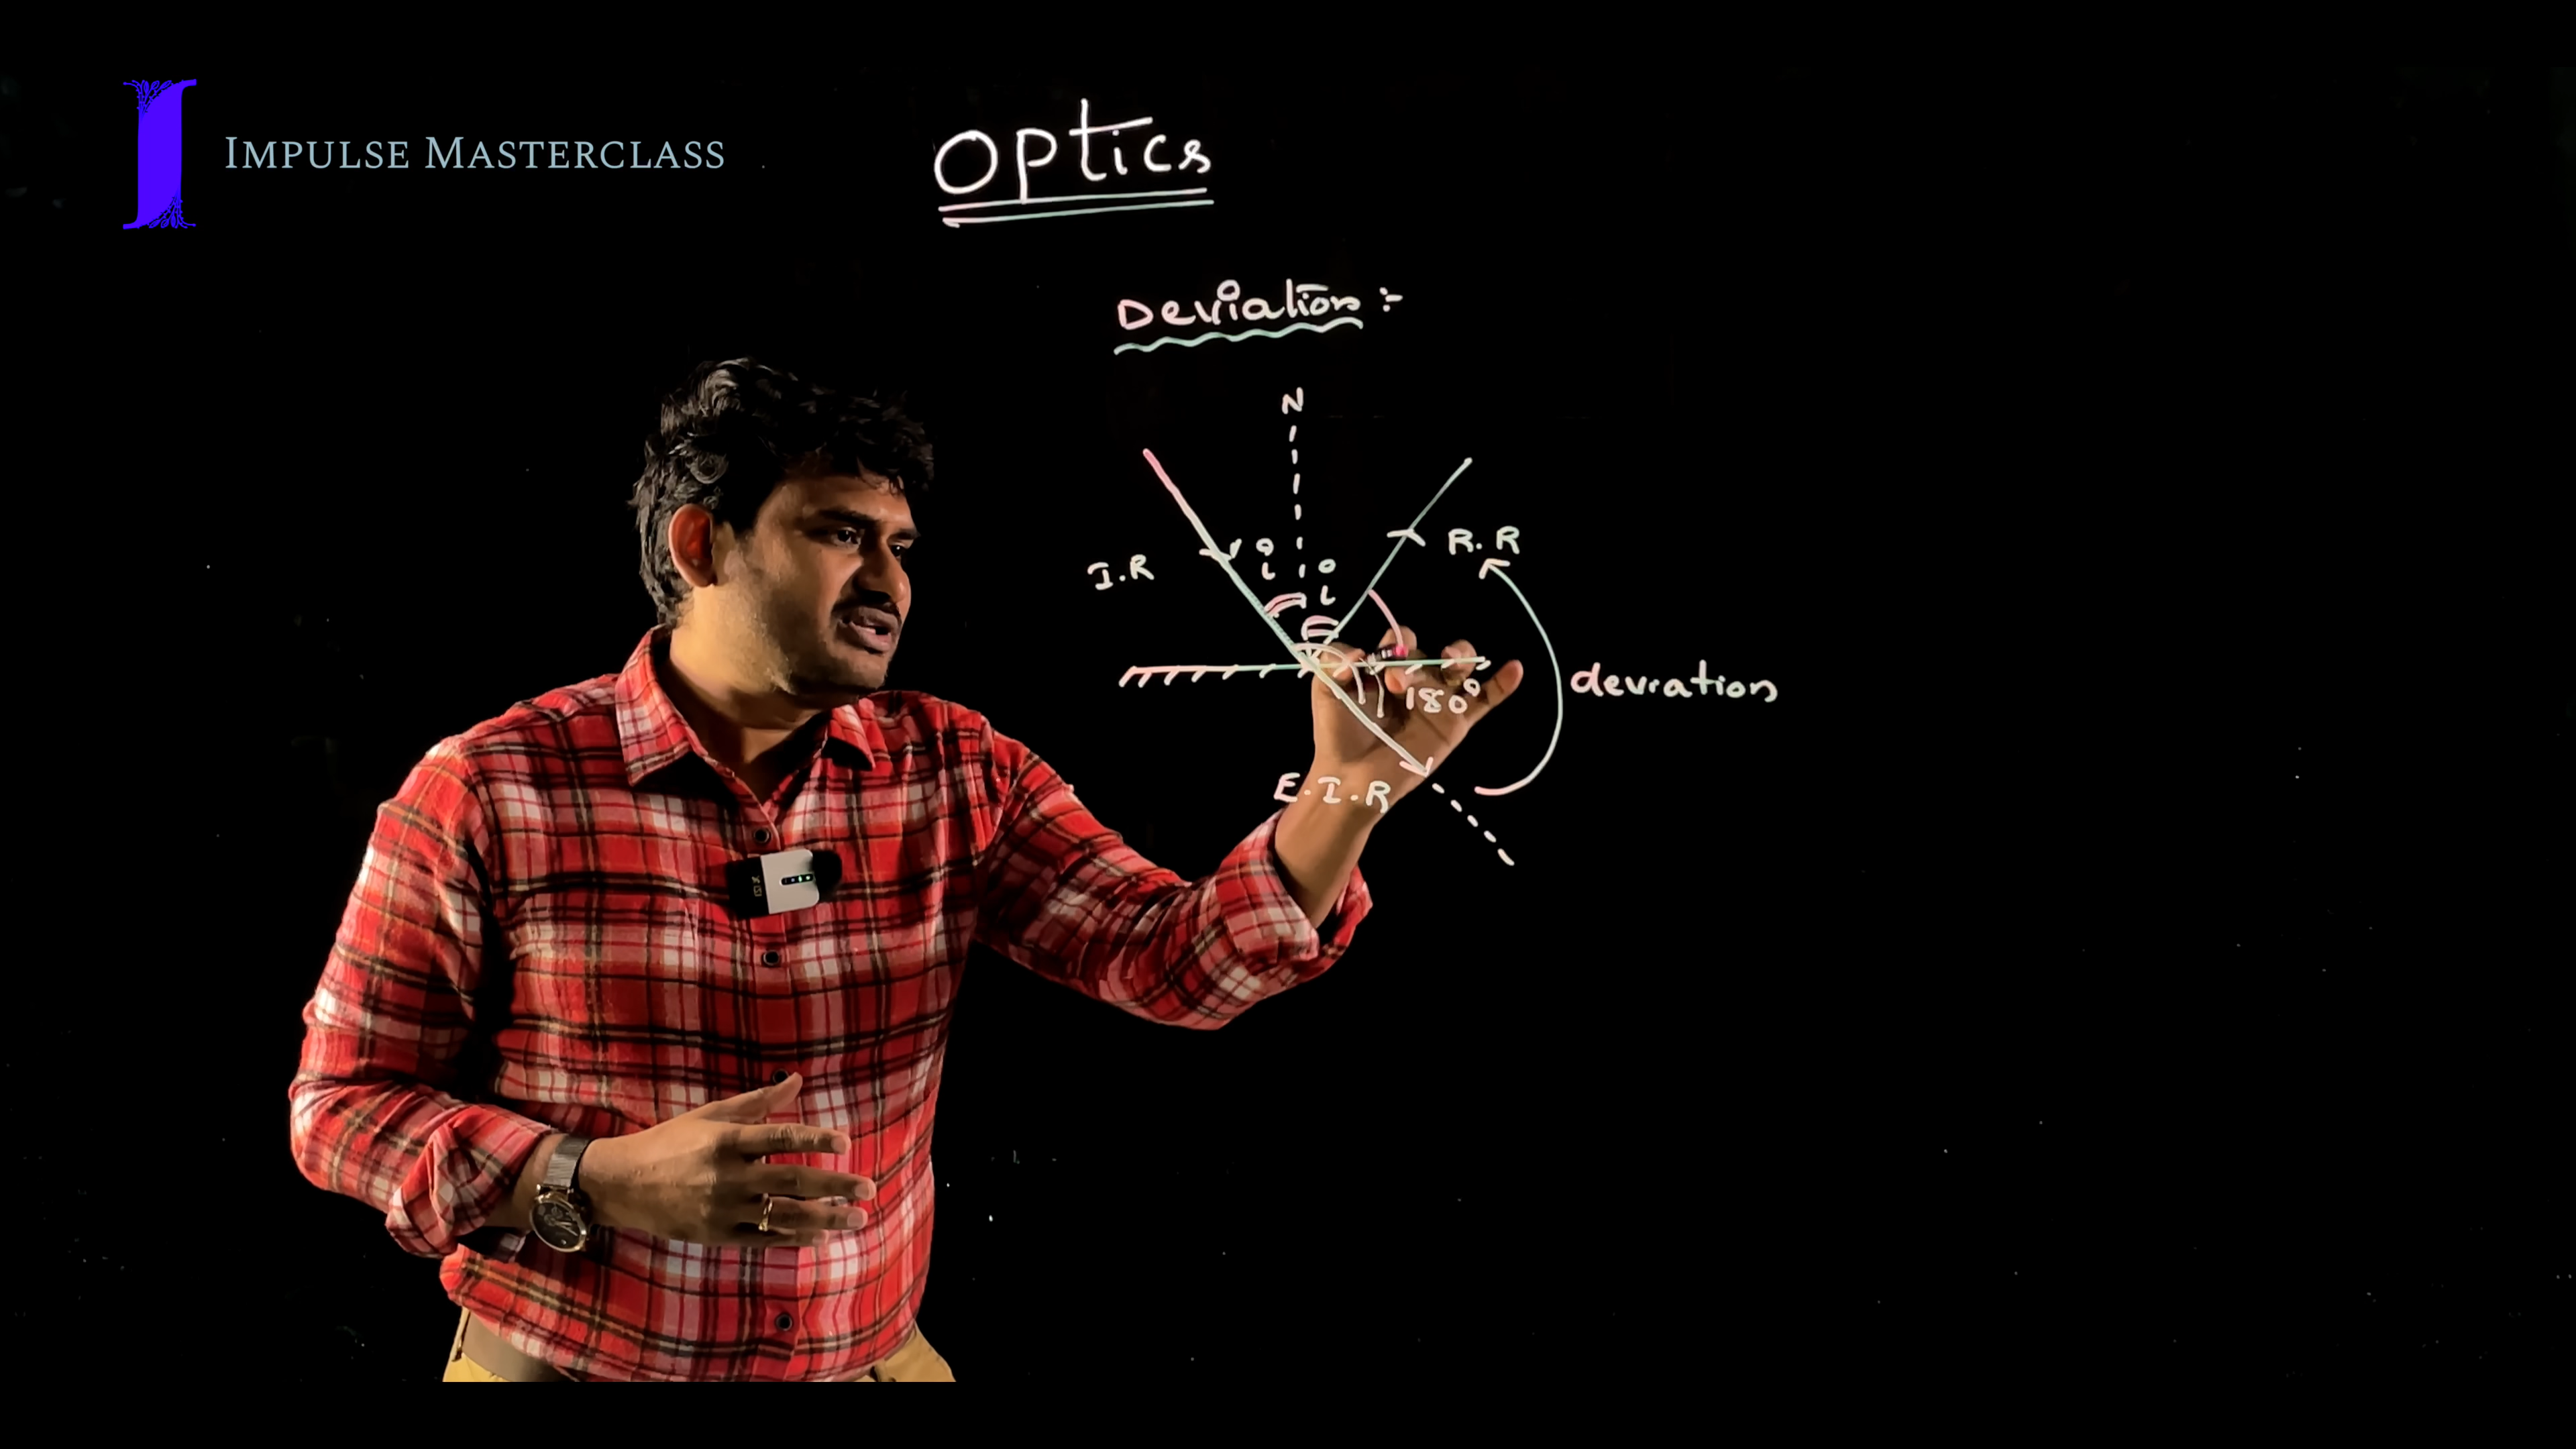 IMPULSE MASTERCLASS
Optics
Deviation :-
N
I.R
i
i
R.R
180°
deviation
E.I.R